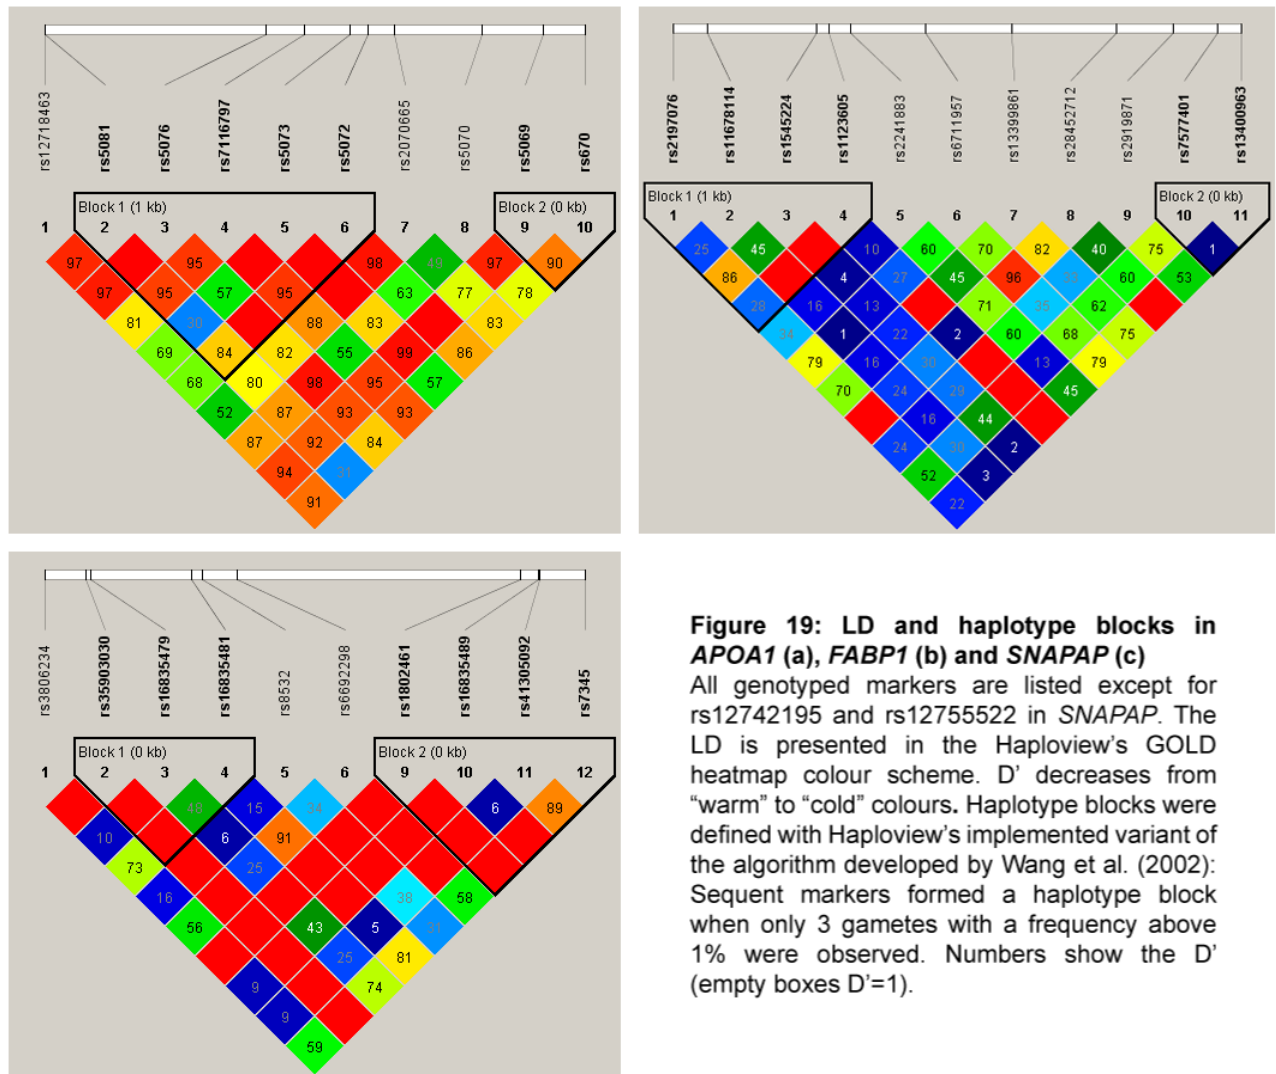 rs12718463 rs5081 rs5076 rs7116797 rs5073 rs5072 rs2070665 rs5070 rs5069 rs670
Block 1 (1 kb) Block 2 (0 kb)
1 2 3 4 5 6 7 8 9 10
97 95 98 49 97 90
97 95 57 95 63 77 78
81 30 88 83 83
69 84 82 55 99 86
68 80 98 95 57
52 87 93 93
87 92 84
94 31
91
rs2197076 rs11678114 rs1545224 rs1123605 rs2241883 rs6711957 rs13399861 rs28452712 rs2919871 rs7577401 rs13400963
Block 1 (1 kb) Block 2 (0 kb)
1 2 3 4 5 6 7 8 9 10 11
25 45 10 60 70 82 40 75 1
86 4 27 45 96 33 60 53
28 16 13 71 35 62
34 1 22 2 60 68 75
79 16 30 13 79
70 24 29 45
16 44
24 30 2
52 3
22
rs3806234 rs35903030 rs16835479 rs16835481 rs8532 rs6692298 rs1802461 rs16835489 rs41305092 rs7345
Block 1 (0 kb) Block 2 (0 kb)
1 2 3 4 5 6 9 10 11 12
48 15 34 6 89
10 6 91
73 25
16 38 58
56 43 5 31
25 81
9 74
9
59
Figure 19: LD and haplotype blocks in
APOA1 (a), FABP1 (b) and SNAPAP (c)
All genotyped markers are listed except for
rs12742195 and rs12755522 in SNAPAP. The
LD is presented in the Haploview's GOLD
heatmap colour scheme. D' decreases from
“warm” to “cold” colours. Haplotype blocks were
defined with Haploview's implemented variant of
the algorithm developed by Wang et al. (2002):
Sequent markers formed a haplotype block
when only 3 gametes with a frequency above
1% were observed. Numbers show the D'
(empty boxes D'=1).